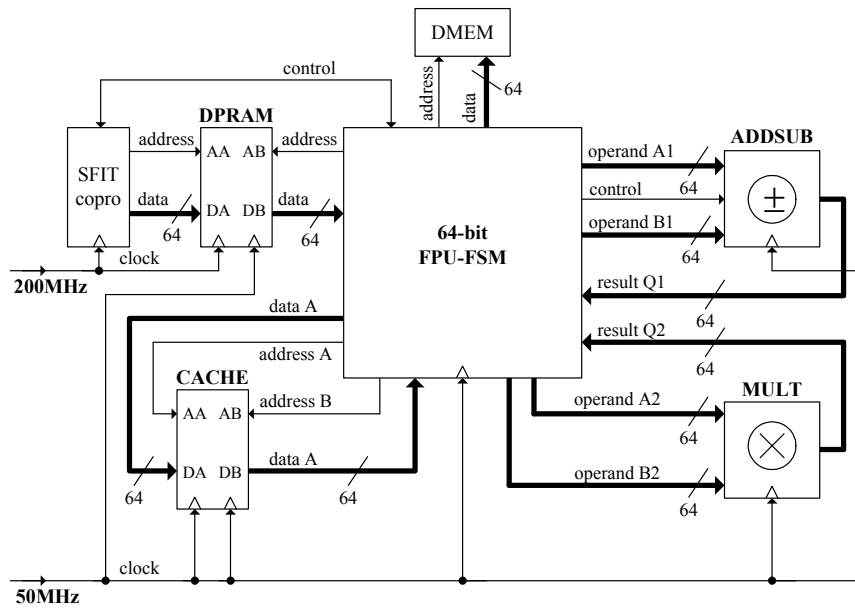 DMEM
control
address
data
64
DPRAM
ADDSUB
address
address
operand A1
SFIT
copro
AA AB
64
control
±
data
data
DA DB
operand B1
64
64
64-bit
FPU-FSM
64
clock
200MHz
result Q1
data A
64
result Q2
address A
64
CACHE
MULT
AA AB
address B
operand A2
64
data A
DA DB
operand B2
64
64
64
clock
50MHz